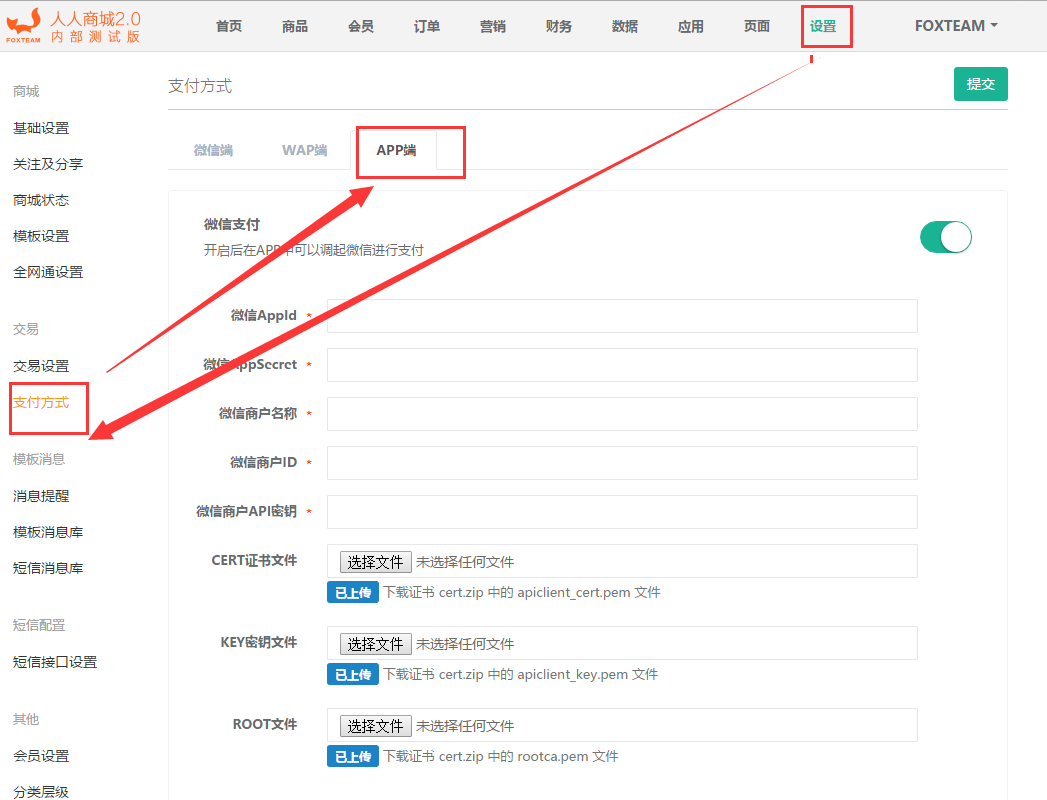 人人商城2.0
内部测试版
FOXTEAM
首页 商品 会员 订单 营销 财务 数据 应用 页面 设置 FOXTEAM
商城
基础设置
关注及分享
商城状态
模板设置
全网通设置
交易
交易设置
支付方式
模板消息
消息提醒
模板消息库
短信消息库
短信配置
短信接口设置
其他
会员设置
分类层级
支付方式 提交
微信端 WAP端 APP端
微信支付
开启后在APP中可以调起微信进行支付
微信AppId *
微信AppSecret *
微信商户名称 *
微信商户ID *
微信商户API密钥 *
CERT证书文件 选择文件 未选择任何文件
已上传 下载证书 cert.zip 中的 apiclient_cert.pem 文件
KEY密钥文件 选择文件 未选择任何文件
已上传 下载证书 cert.zip 中的 apiclient_key.pem 文件
ROOT文件 选择文件 未选择任何文件
已上传 下载证书 cert.zip 中的 rootca.pem 文件